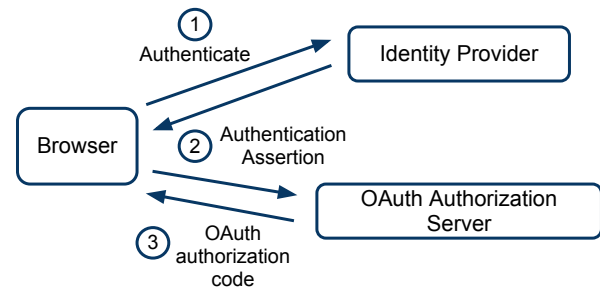 1
Authenticate
Identity Provider
Browser
2
Authentication
Assertion
OAuth Authorization
Server
3
OAuth
authorization
code